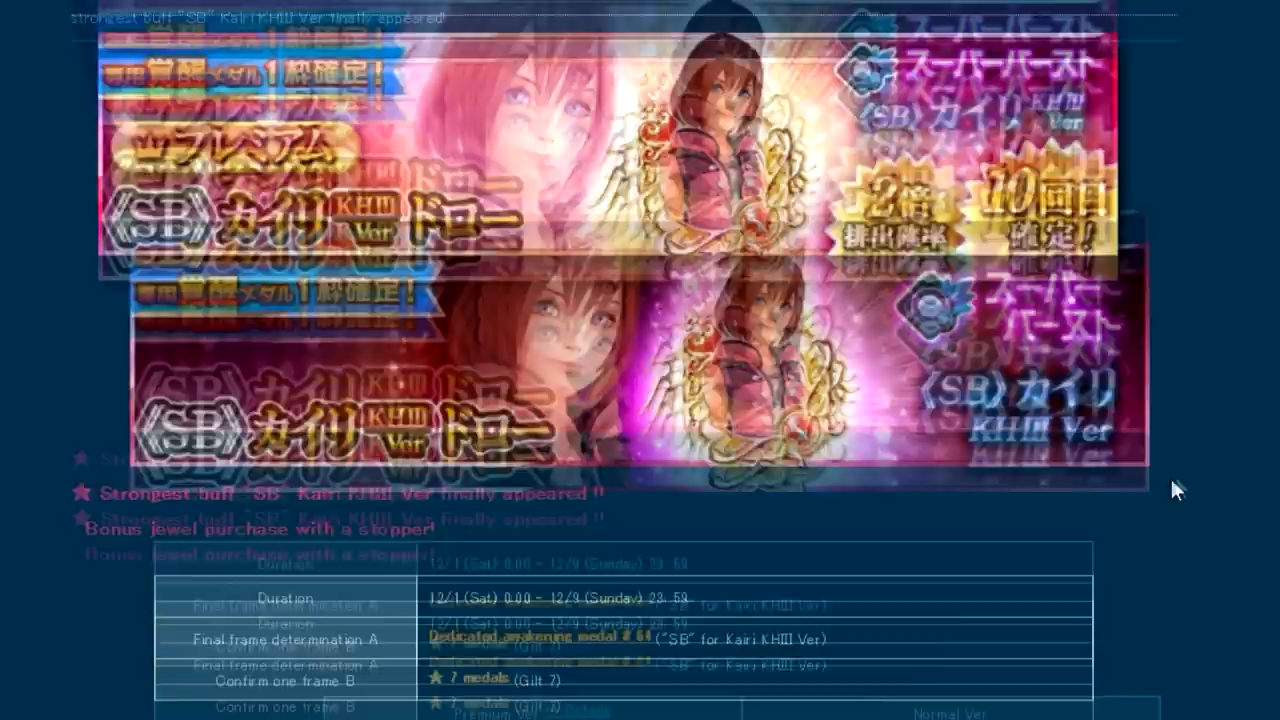 strongest buff "SB" Kairi KHIII Ver finally appeared!
専用覚醒メダル1枠確定!
プレミアム
《SB》カイリ KHIII Ver ドロー
スーパーバースト
《SB》カイリ KHIII Ver
2倍 排出確率
10回目 確定!
専用覚醒メダル1枠確定!
《SB》カイリ KHIII Ver ドロー
スーパー
バースト
《SB》カイリ
KHIII Ver
★ Strongest buff "SB" Kairi KHIII Ver finally appeared !!
Bonus jewel purchase with a stopper!
Duration 12/1 (Sat) 0:00 - 12/9 (Sunday) 23: 59
Final frame determination A Dedicated awakening medal # 64 ("SB" for Kairi KHIII Ver)
Confirm one frame B ★ 7 medals (Gilt 7)
Premium Ver Details Normal Ver